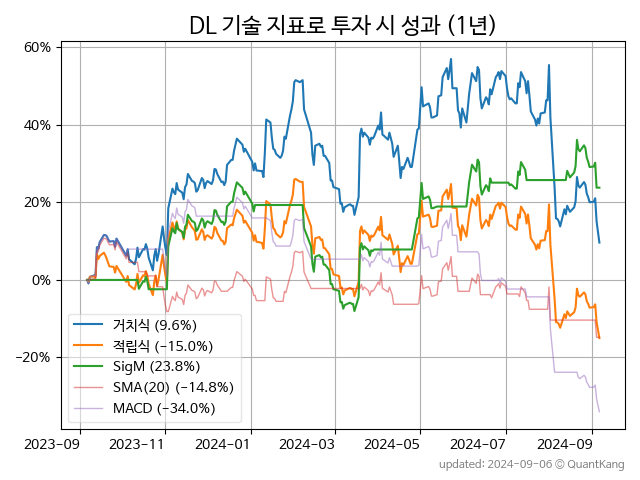 DL 기술 지표로 투자 시 성과 (1년)
60%
40%
20%
0%
−20%
거치식 (9.6%)
적립식 (−15.0%)
SigM (23.8%)
SMA(20) (−14.8%)
MACD (−34.0%)
2023-09 2023-11 2024-01 2024-03 2024-05 2024-07 2024-09
updated: 2024-09-06 © QuantKang